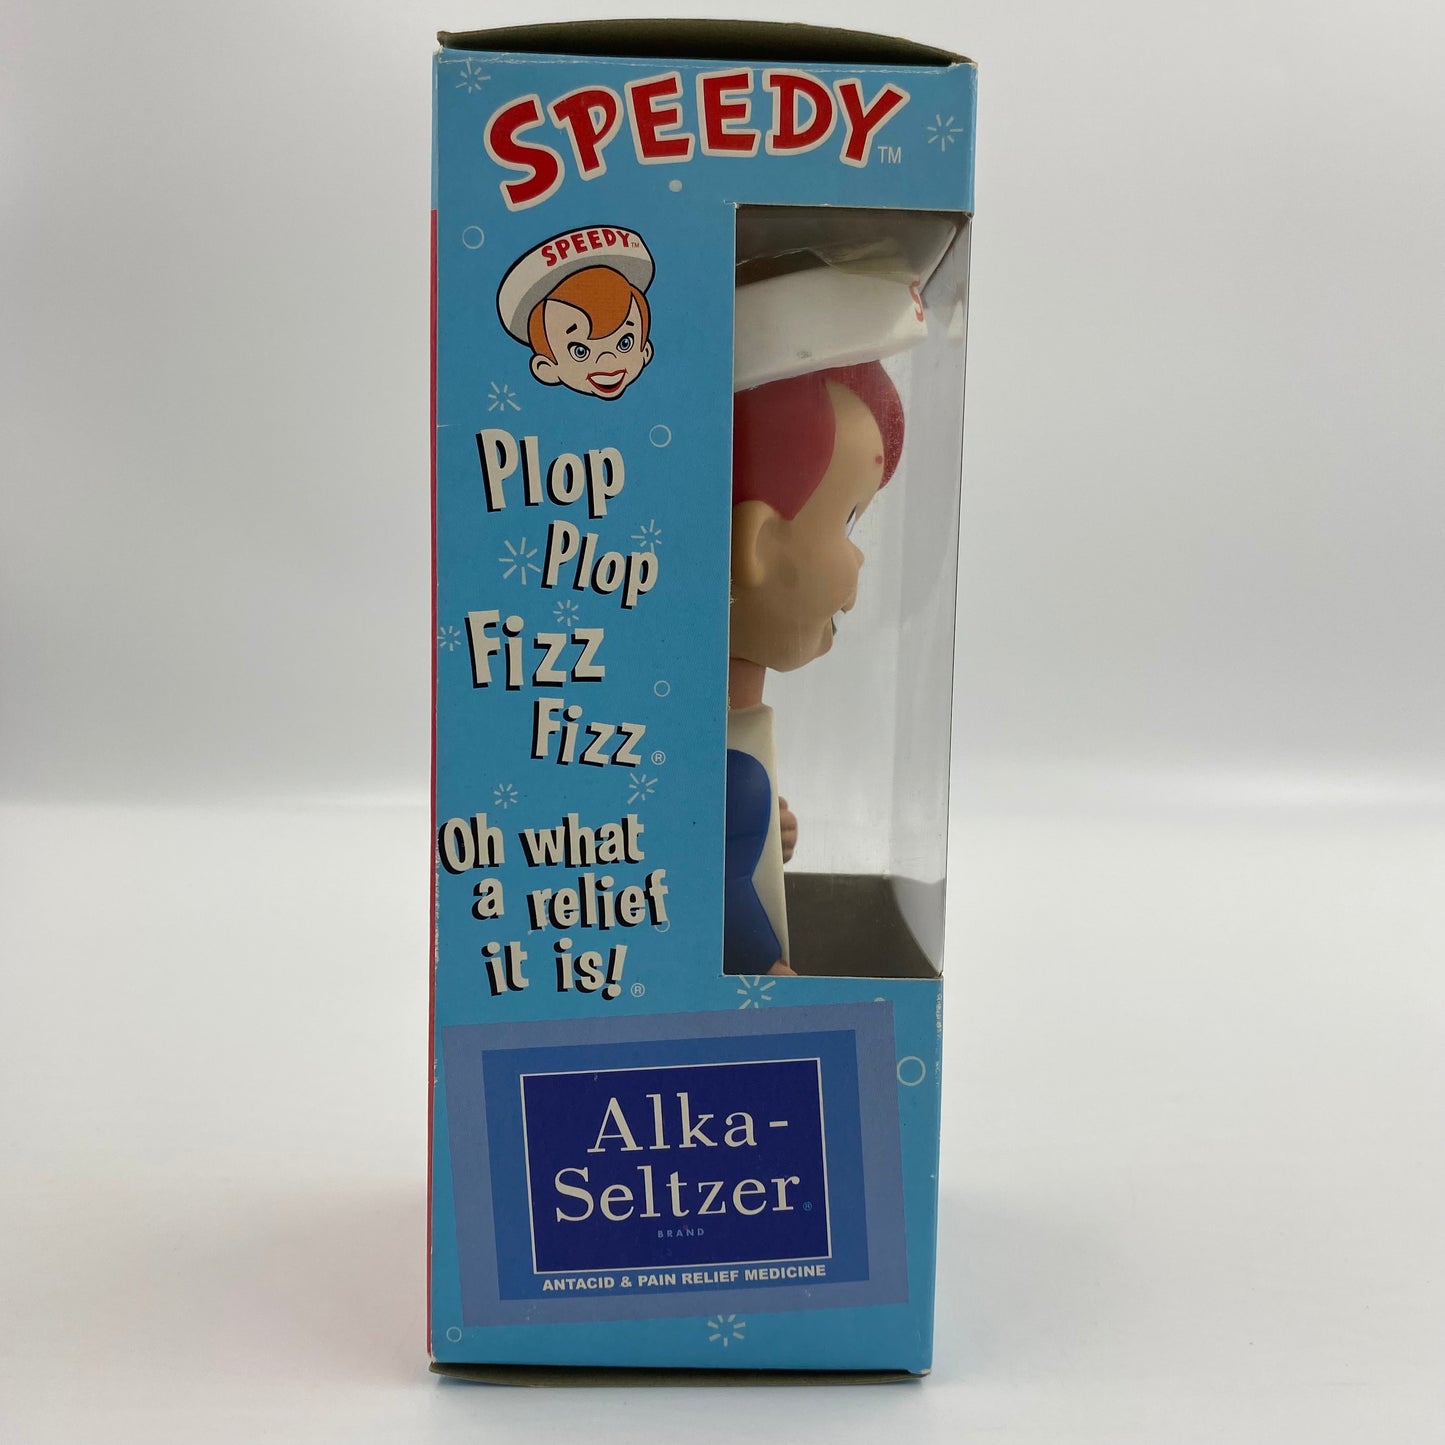 SPEEDY™
SPEEDY™
S
Plop
Plop
Fizz
Fizz®
Oh what
a relief
it is!®
Alka-
Seltzer®
BRAND
ANTACID & PAIN RELIEF MEDICINE